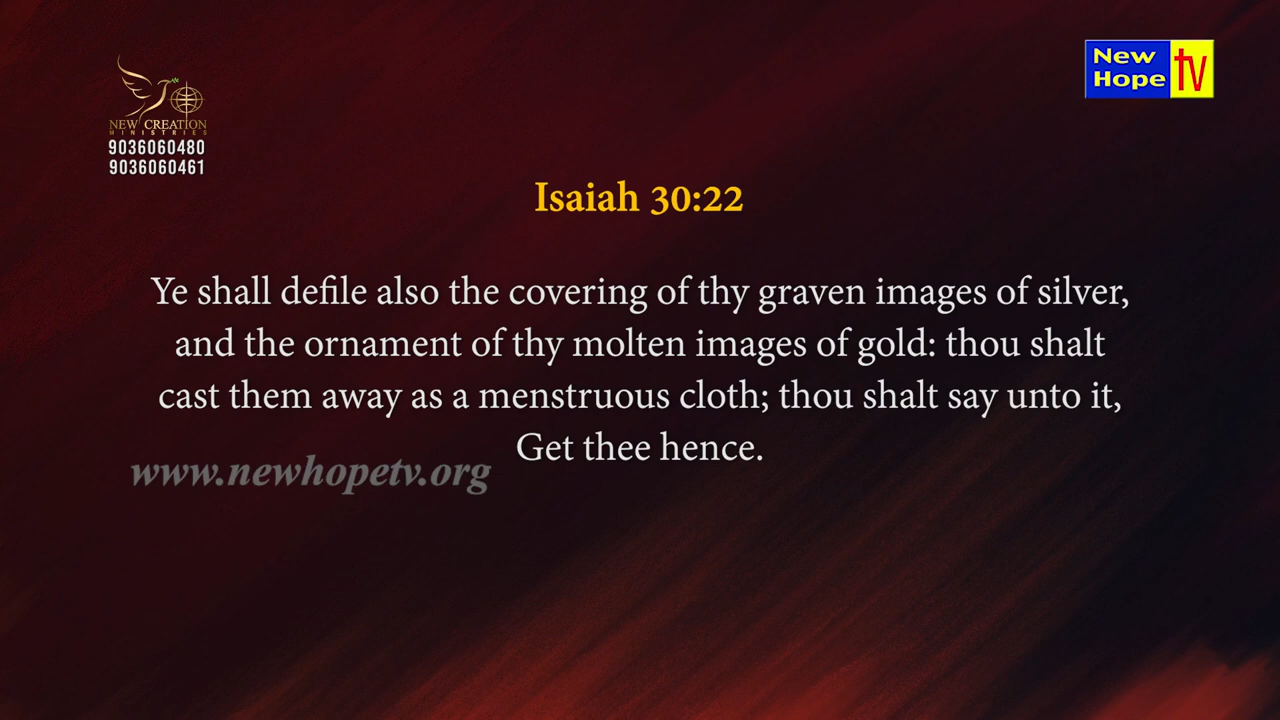 New
Hope tv
NEW CREATION
MINISTRIES
9036060480
9036060461
Isaiah 30:22
Ye shall defile also the covering of thy graven images of silver,
and the ornament of thy molten images of gold: thou shalt
cast them away as a menstruous cloth; thou shalt say unto it,
Get thee hence.
www.newhopetv.org